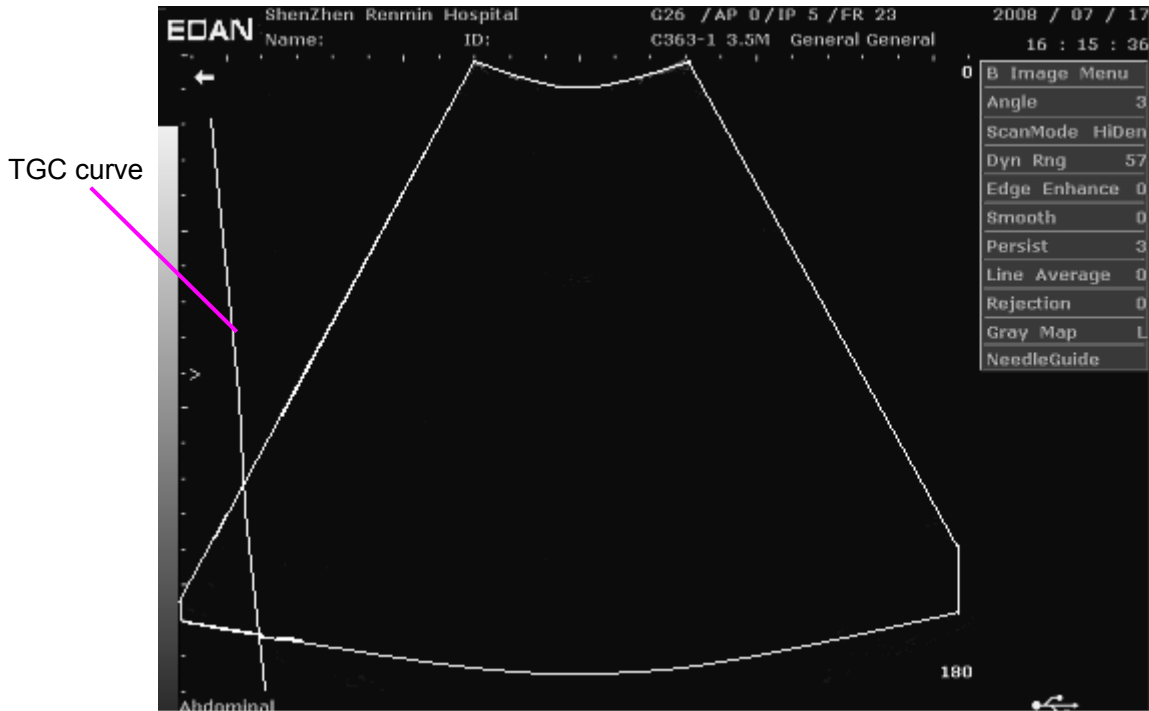 EDAN
ShenZhen Renmin Hospital G26 /AP 0/IP 5 /FR 23 2008 / 07 / 17
Name: ID: C363-1 3.5M General General 16 : 15 : 36
0
B Image Menu
Angle 3
ScanMode HiDen
Dyn Rng 57
Edge Enhance 0
Smooth 0
Persist 3
Line Average 0
Rejection 0
Gray Map L
NeedleGuide
TGC curve
180
Abdominal